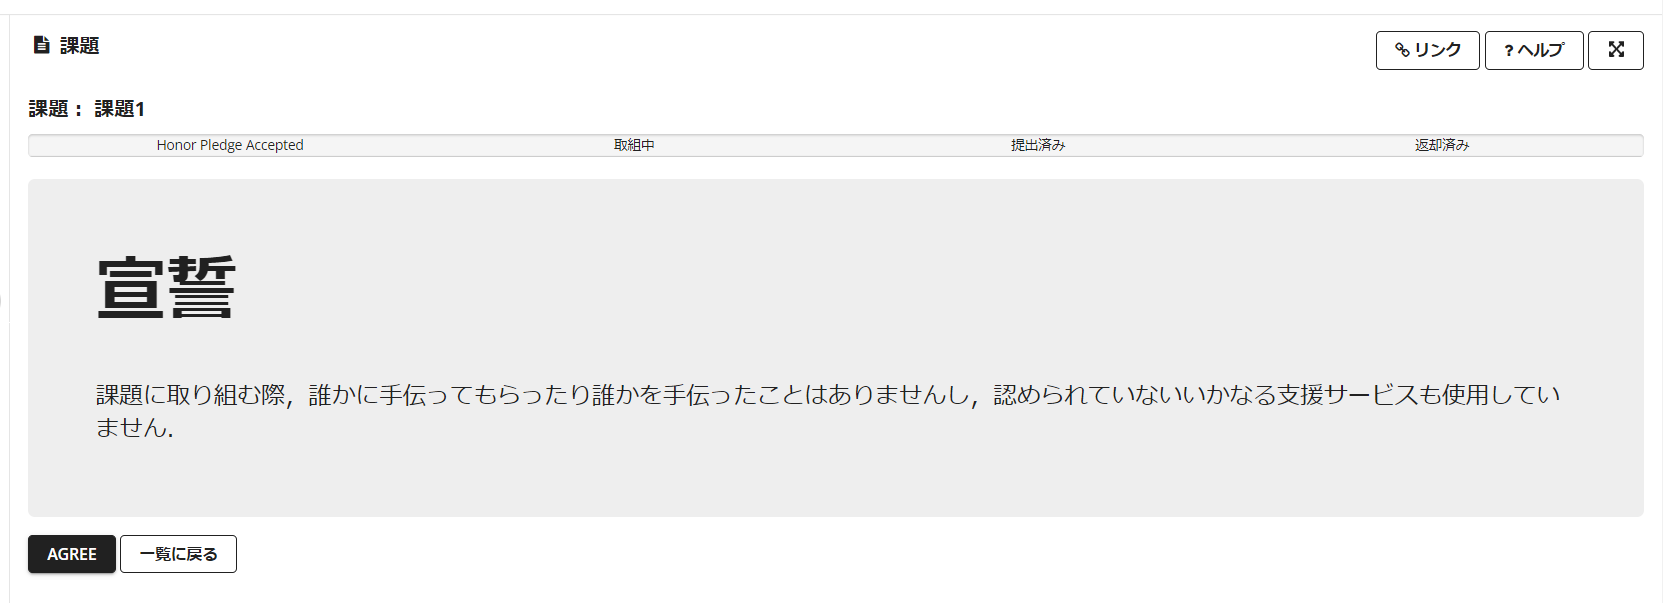 課題
リンク
? ヘルプ
課題： 課題1
Honor Pledge Accepted
取組中
提出済み
返却済み
宣誓
課題に取り組む際，誰かに手伝ってもらったり誰かを手伝ったことはありませんし，認められていないいかなる支援サービスも使用してい
ません．
AGREE
一覧に戻る